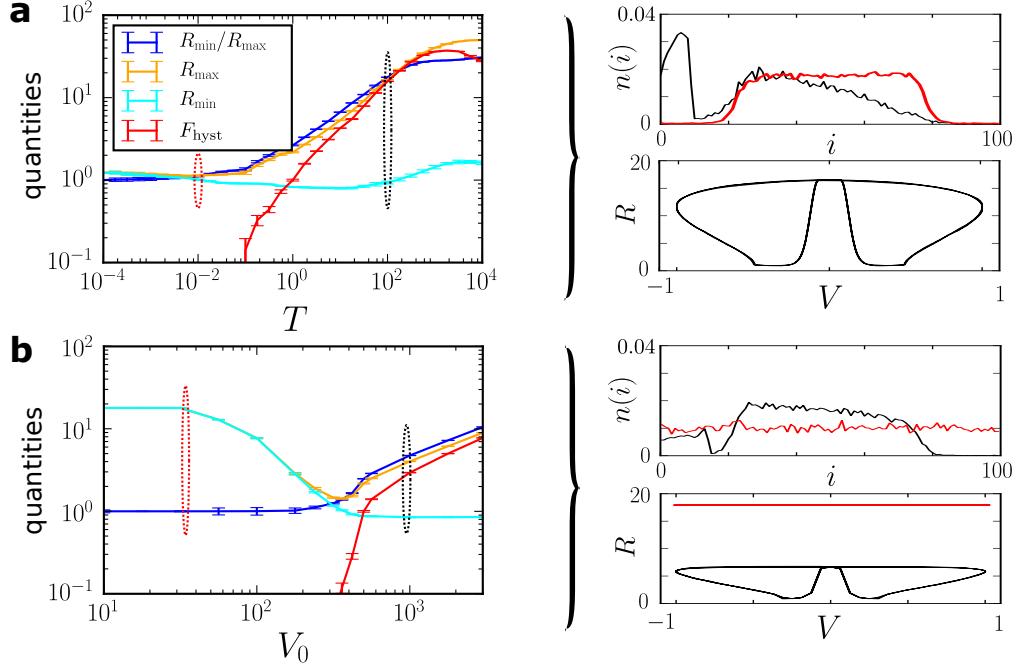 a
quantities
10^2
10^1
10^0
10^-1
R_min/R_max
R_max
R_min
F_hyst
10^-4
10^-2
10^0
10^2
10^4
T
n(i)
0.04
0
0
100
i
R
20
0
-1
1
V
b
quantities
10^2
10^1
10^0
10^-1
10^1
10^2
10^3
V_0
n(i)
0.04
0
0
100
i
R
20
0
-1
1
V